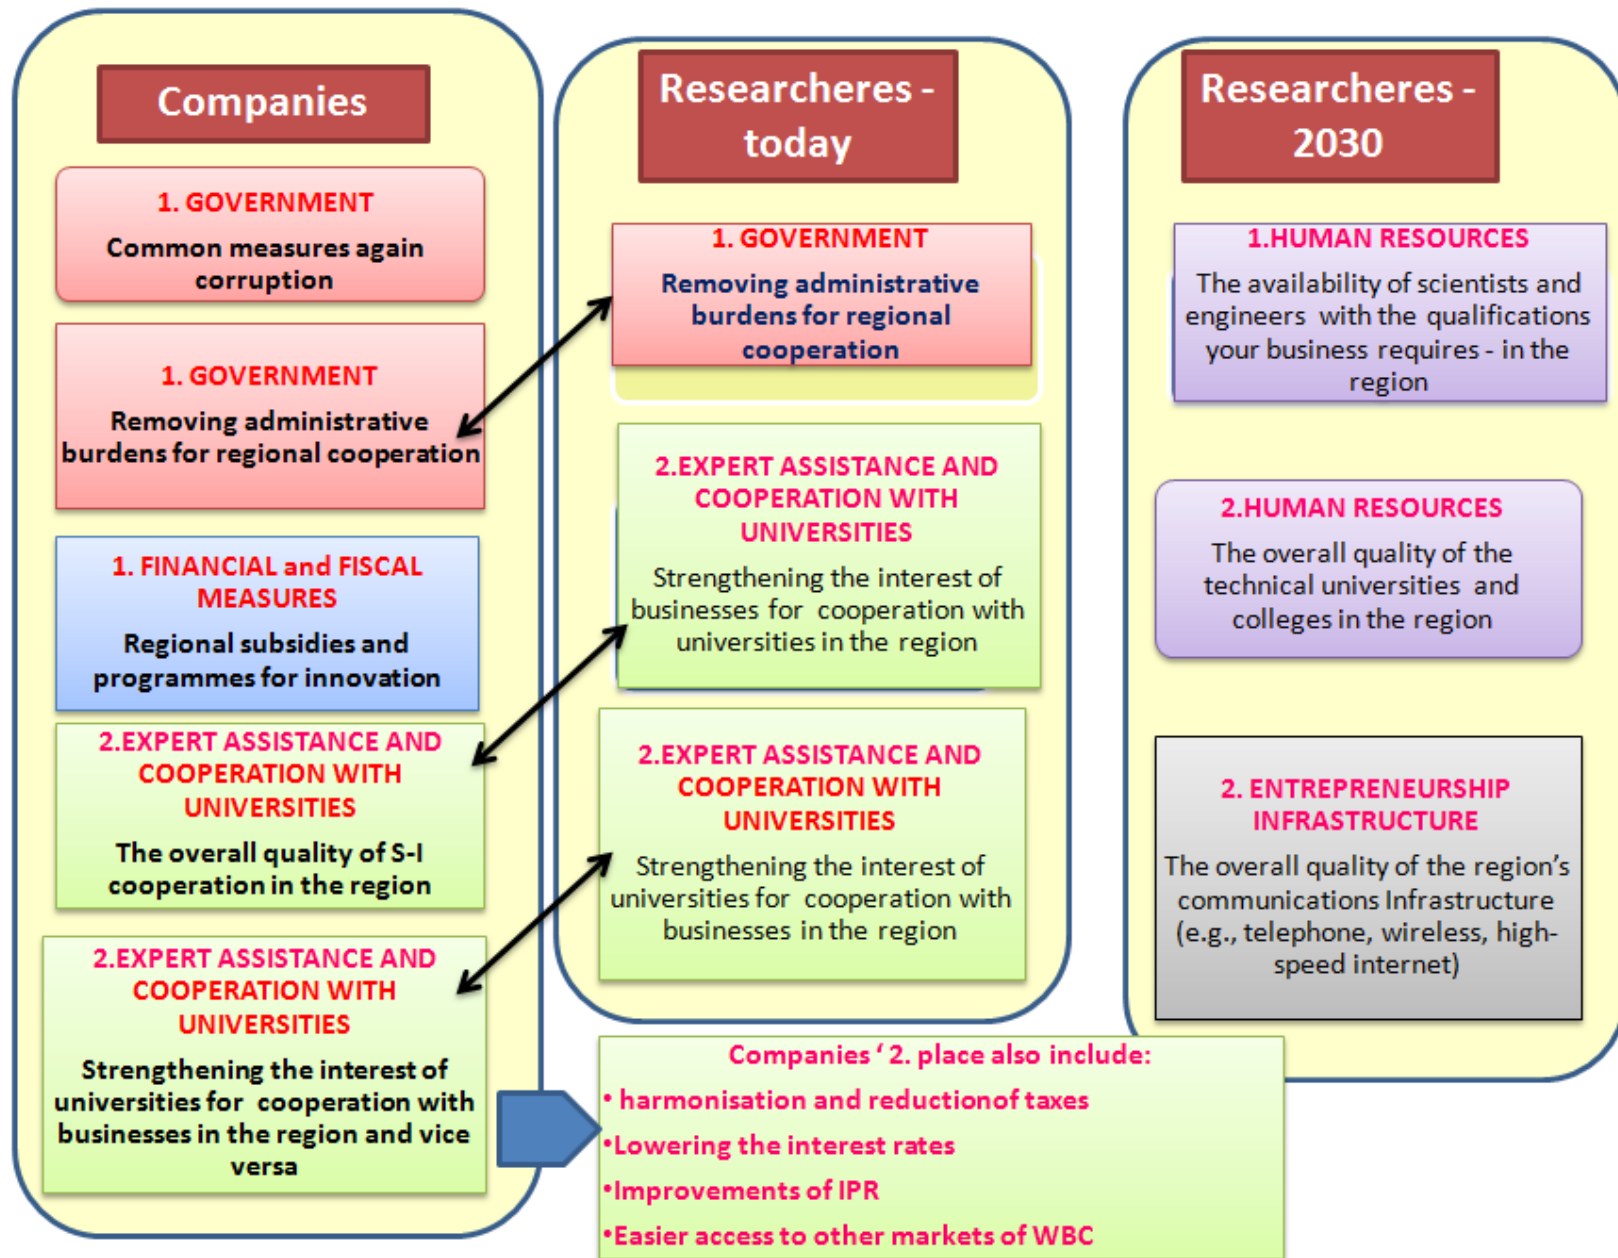 Companies
1. GOVERNMENT
Common measures again
corruption
1. GOVERNMENT
Removing administrative
burdens for regional cooperation
1. FINANCIAL and FISCAL
MEASURES
Regional subsidies and
programmes for innovation
2.EXPERT ASSISTANCE AND
COOPERATION WITH
UNIVERSITIES
The overall quality of S-I
cooperation in the region
2.EXPERT ASSISTANCE AND
COOPERATION WITH
UNIVERSITIES
Strengthening the interest of
universities for cooperation with
businesses in the region and vice
versa
Researcheres -
today
1. GOVERNMENT
Removing administrative
burdens for regional
cooperation
2.EXPERT ASSISTANCE AND
COOPERATION WITH
UNIVERSITIES
Strengthening the interest of
businesses for cooperation with
universities in the region
2.EXPERT ASSISTANCE AND
COOPERATION WITH
UNIVERSITIES
Strengthening the interest of
universities for cooperation with
businesses in the region
Companies ‘ 2. place also include:
• harmonisation and reductionof taxes
•Lowering the interest rates
•Improvements of IPR
•Easier access to other markets of WBC
Researcheres -
2030
1.HUMAN RESOURCES
The availability of scientists and
engineers with the qualifications
your business requires - in the
region
2.HUMAN RESOURCES
The overall quality of the
technical universities and
colleges in the region
2. ENTREPRENEURSHIP
INFRASTRUCTURE
The overall quality of the region’s
communications Infrastructure
(e.g., telephone, wireless, high-
speed internet)